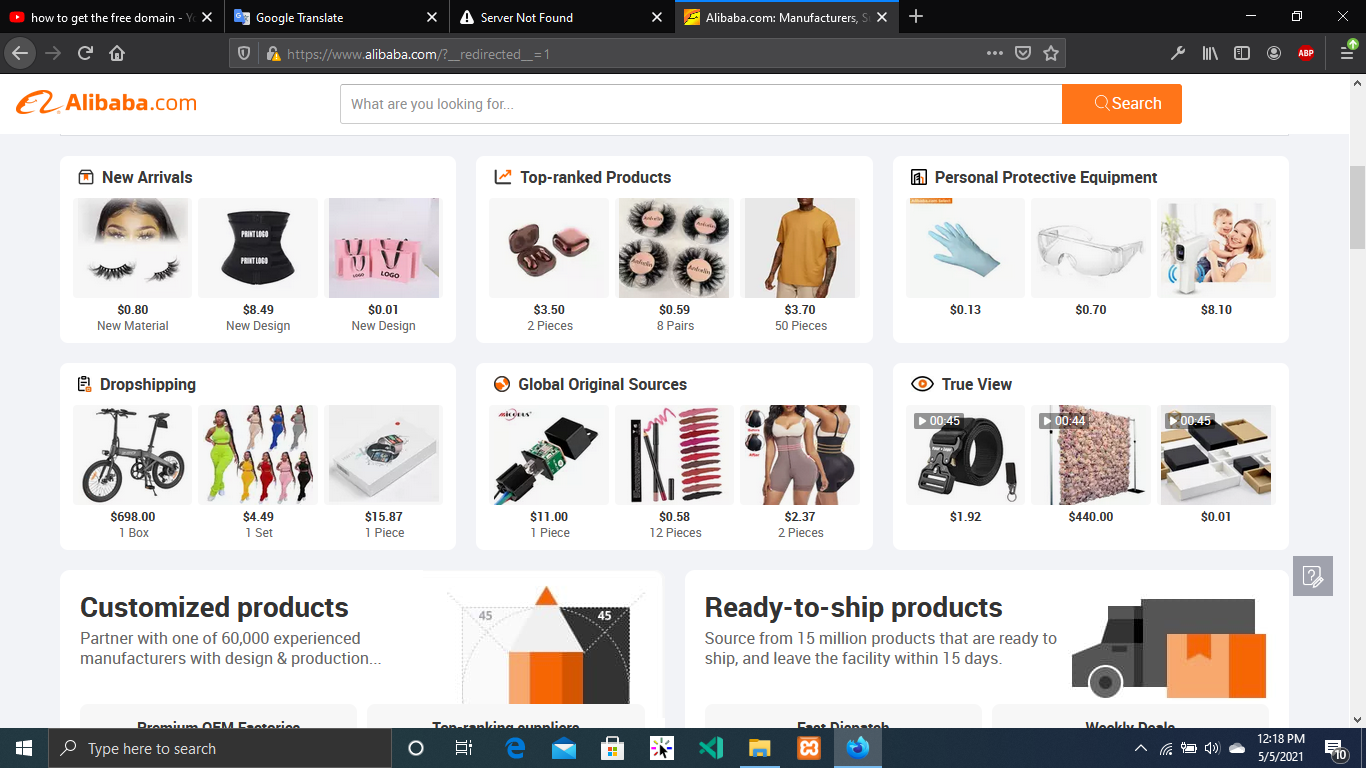 how to get the free domain - Yo
Google Translate
Server Not Found
Alibaba.com: Manufacturers, Su
https://www.alibaba.com/?__redirected__=1
ABP
Alibaba.com
What are you looking for...
Search
New Arrivals
PRINT LOGO
PRINT LOGO
LOGO
LOGO
$0.80
New Material
$8.49
New Design
$0.01
New Design
Top-ranked Products
$3.50
2 Pieces
$0.59
8 Pairs
$3.70
50 Pieces
Personal Protective Equipment
Alibaba.com Select
$0.13
$0.70
$8.10
Dropshipping
$698.00
1 Box
$4.49
1 Set
$15.87
1 Piece
Global Original Sources
MICODUS
Before
After
$11.00
1 Piece
$0.58
12 Pieces
$2.37
2 Pieces
True View
00:45
00:44
00:45
$1.92
$440.00
$0.01
Customized products
Partner with one of 60,000 experienced
manufacturers with design & production...
45
45
Ready-to-ship products
Source from 15 million products that are ready to
ship, and leave the facility within 15 days.
Premium OEM Factories
Top-ranking suppliers
Fast Dispatch
Weekly Deals
Type here to search
12:18 PM
5/5/2021
10